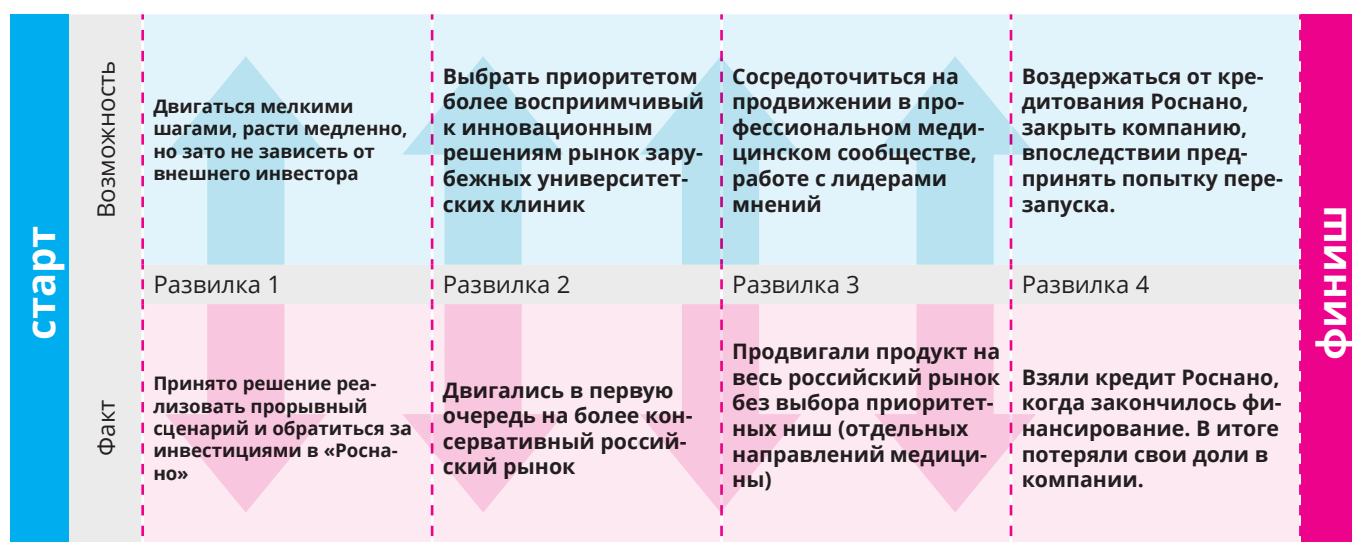 старт
Возможность
Двигаться мелкими
шагами, расти медленно,
но зато не зависеть от
внешнего инвестора
Выбрать приоритетом
более восприимчивый
к инновационным
решениям рынок зару-
бежных университет-
ских клиник
Сосредоточиться на
продвижении в про-
фессиональном меди-
цинском сообществе,
работе с лидерами
мнений
Воздержаться от кре-
дитования Роснано,
закрыть компанию,
впоследствии пред-
принять попытку пере-
запуска.
Развилка 1
Развилка 2
Развилка 3
Развилка 4
Факт
Принято решение реа-
лизовать прорывный
сценарий и обратиться за
инвестициями в «Росна-
но»
Двигались в первую
очередь на более кон-
сервативный россий-
ский рынок
Продвигали продукт на
весь российский рынок
без выбора приоритет-
ных ниш (отдельных
направлений медици-
ны)
Взяли кредит Роснано,
когда закончилось фи-
нансирование. В итоге
потеряли свои доли в
компании.
финиш